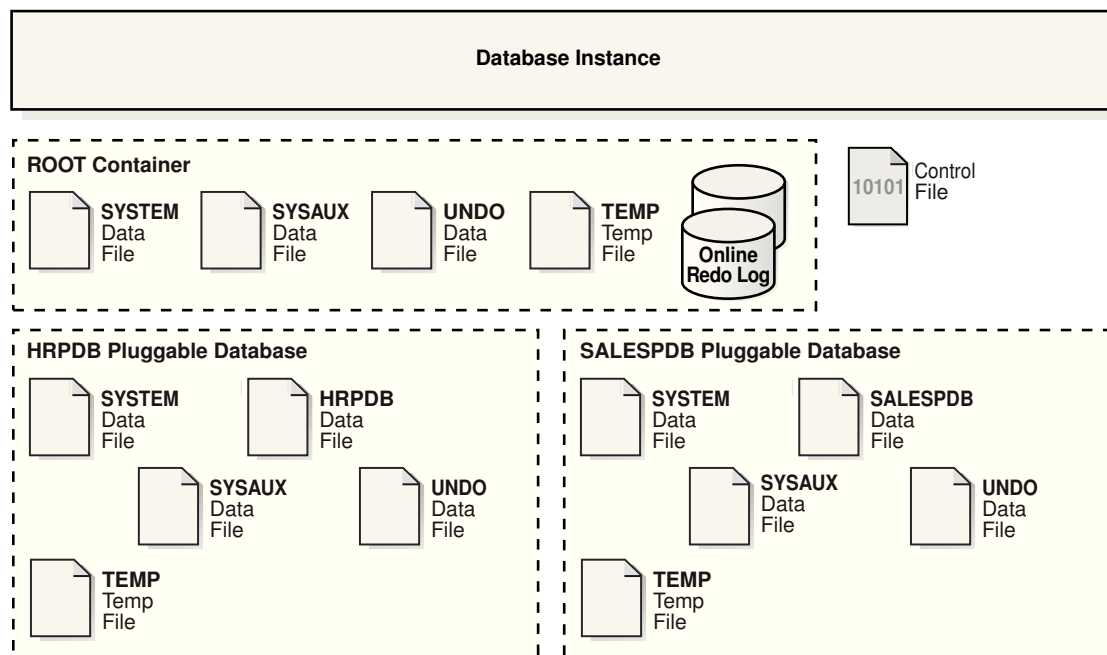 Database Instance
ROOT Container
SYSTEM
Data
File
SYSAUX
Data
File
UNDO
Data
File
TEMP
Temp
File
Online
Redo Log
10101
Control
File
HRPDB Pluggable Database
SYSTEM
Data
File
HRPDB
Data
File
SYSAUX
Data
File
UNDO
Data
File
TEMP
Temp
File
SALESPDB Pluggable Database
SYSTEM
Data
File
SALESPDB
Data
File
SYSAUX
Data
File
UNDO
Data
File
TEMP
Temp
File